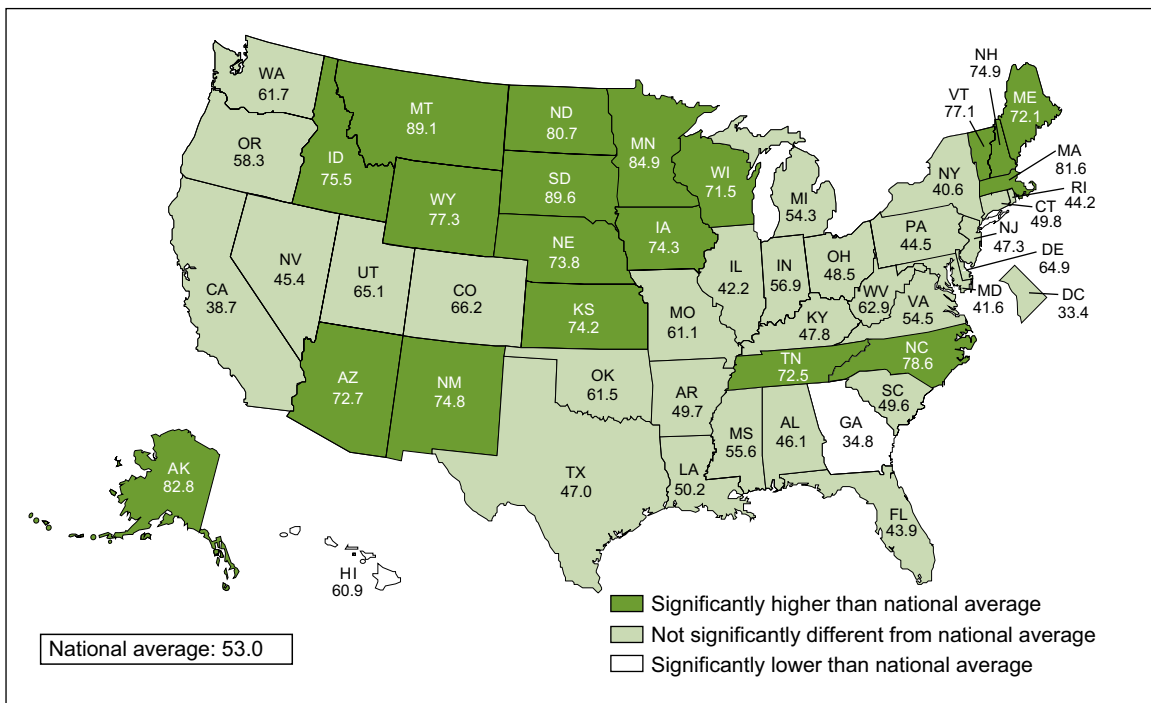 WA
61.7
OR
58.3
CA
38.7
NV
45.4
ID
75.5
MT
89.1
WY
77.3
UT
65.1
CO
66.2
AZ
72.7
NM
74.8
ND
80.7
SD
89.6
NE
73.8
KS
74.2
OK
61.5
TX
47.0
MN
84.9
IA
74.3
MO
61.1
AR
49.7
LA
50.2
WI
71.5
IL
42.2
MI
54.3
IN
56.9
OH
48.5
KY
47.8
TN
72.5
MS
55.6
AL
46.1
GA
34.8
FL
43.9
SC
49.6
NC
78.6
VA
54.5
WV
62.9
PA
44.5
NY
40.6
VT
77.1
NH
74.9
ME
72.1
MA
81.6
RI
44.2
CT
49.8
NJ
47.3
DE
64.9
MD
41.6
DC
33.4
AK
82.8
HI
60.9
Significantly higher than national average
Not significantly different from national average
Significantly lower than national average
National average: 53.0